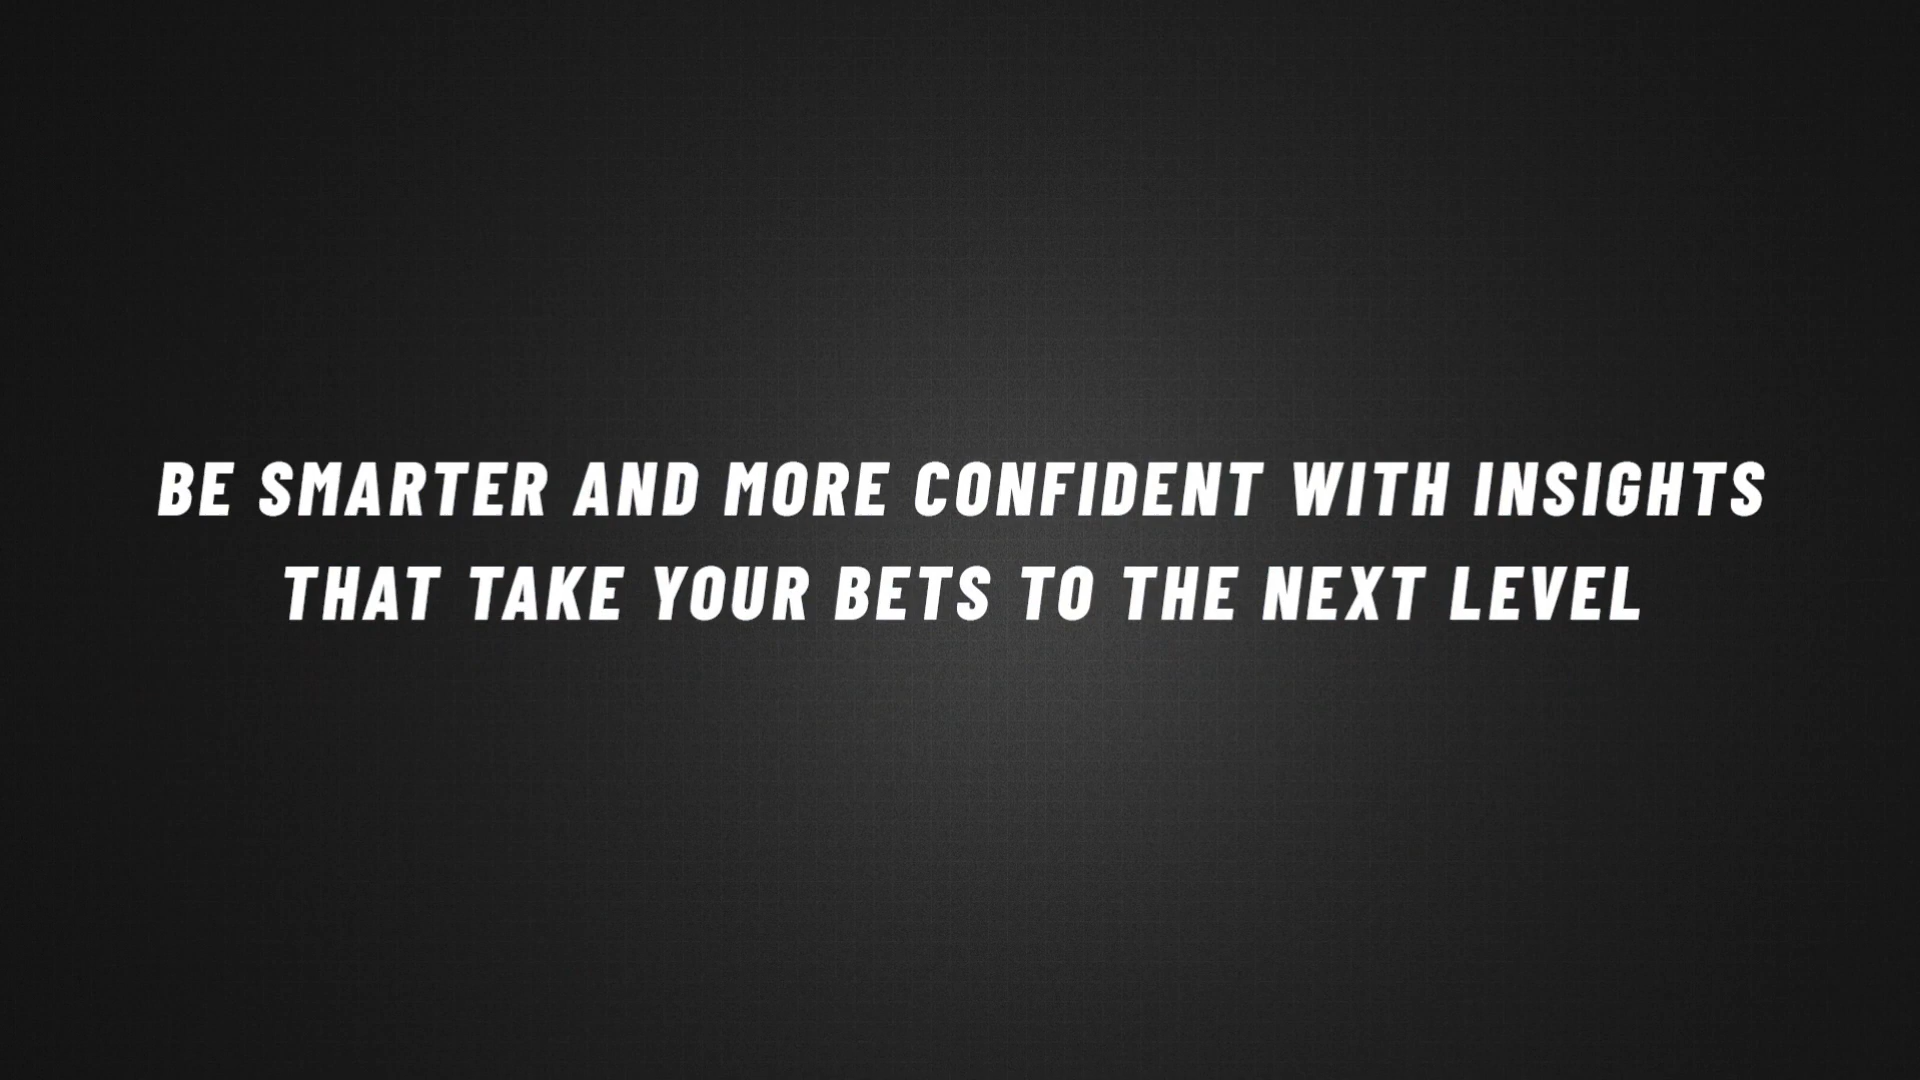 BE SMARTER AND MORE CONFIDENT WITH INSIGHTS
THAT TAKE YOUR BETS TO THE NEXT LEVEL